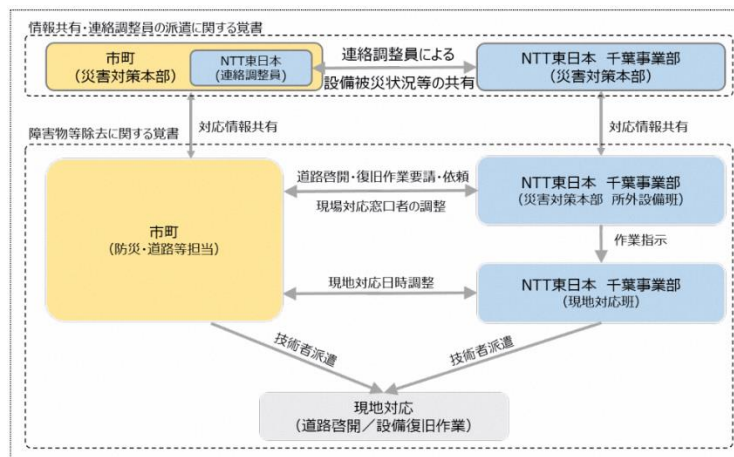 情報共有・連絡調整員の派遣に関する覚書
市町
(災害対策本部)
NTT東日本
(連絡調整員)
連絡調整員による
設備被災状況等の共有
NTT東日本 千葉事業部
(災害対策本部)
対応情報共有
対応情報共有
障害物等除去に関する覚書
市町
(防災・道路等担当)
道路啓開・復旧作業要請・依頼
現場対応窓口者の調整
NTT東日本 千葉事業部
(災害対策本部 所外設備班)
作業指示
現地対応日時調整
NTT東日本 千葉事業部
(現地対応班)
技術者派遣
技術者派遣
現地対応
(道路啓開／設備復旧作業)